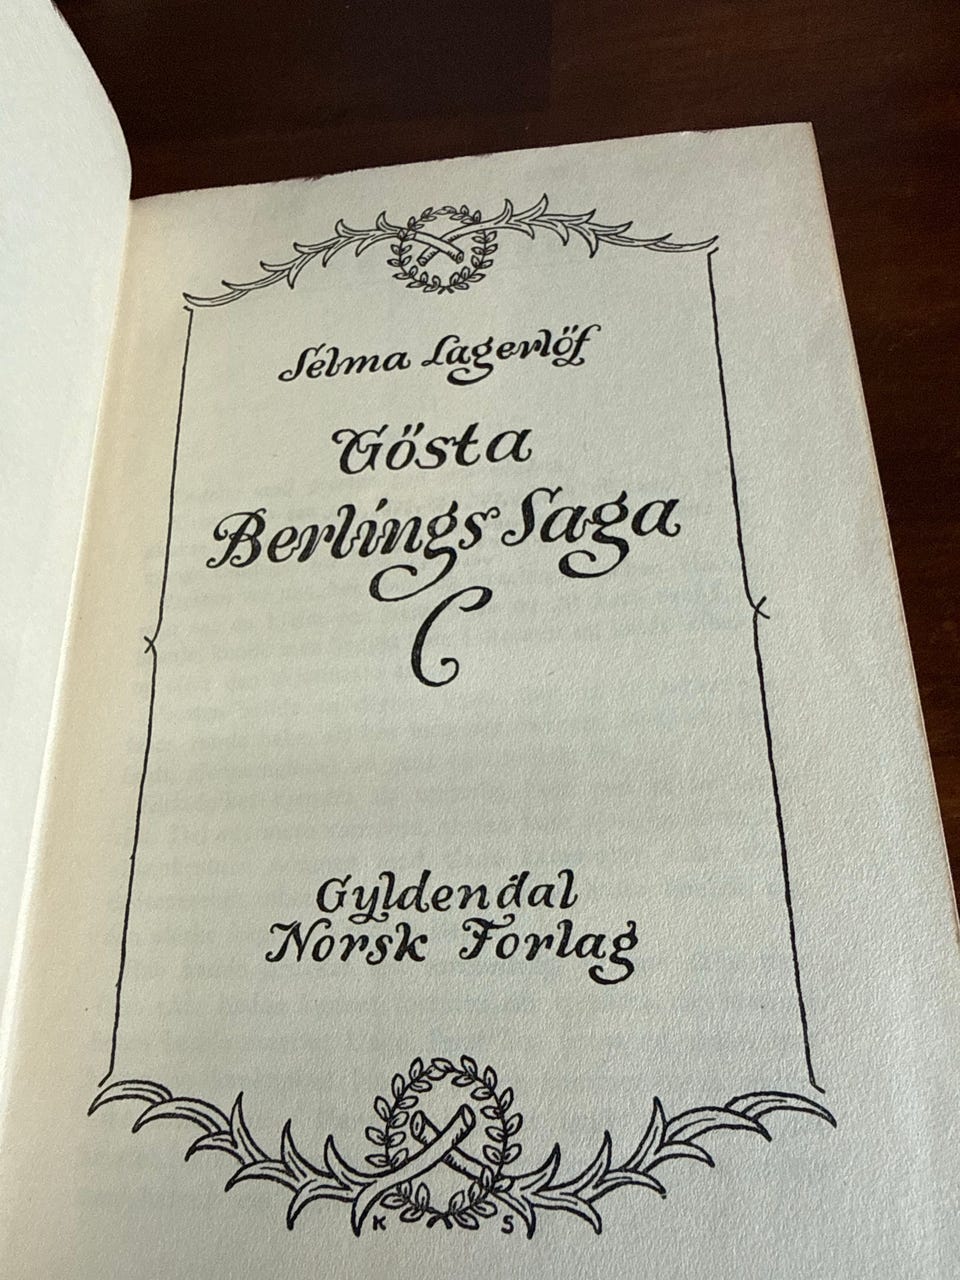 Selma Lagerlöf
Gösta
Berlings Saga
Gyldendal
Norsk Forlag
K S